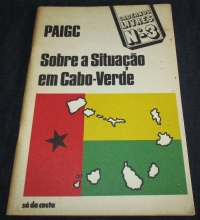 PAIGC
CADERNOS
LIVRES
Nº3
Sobre a Situação
em Cabo-Verde
sá da costa